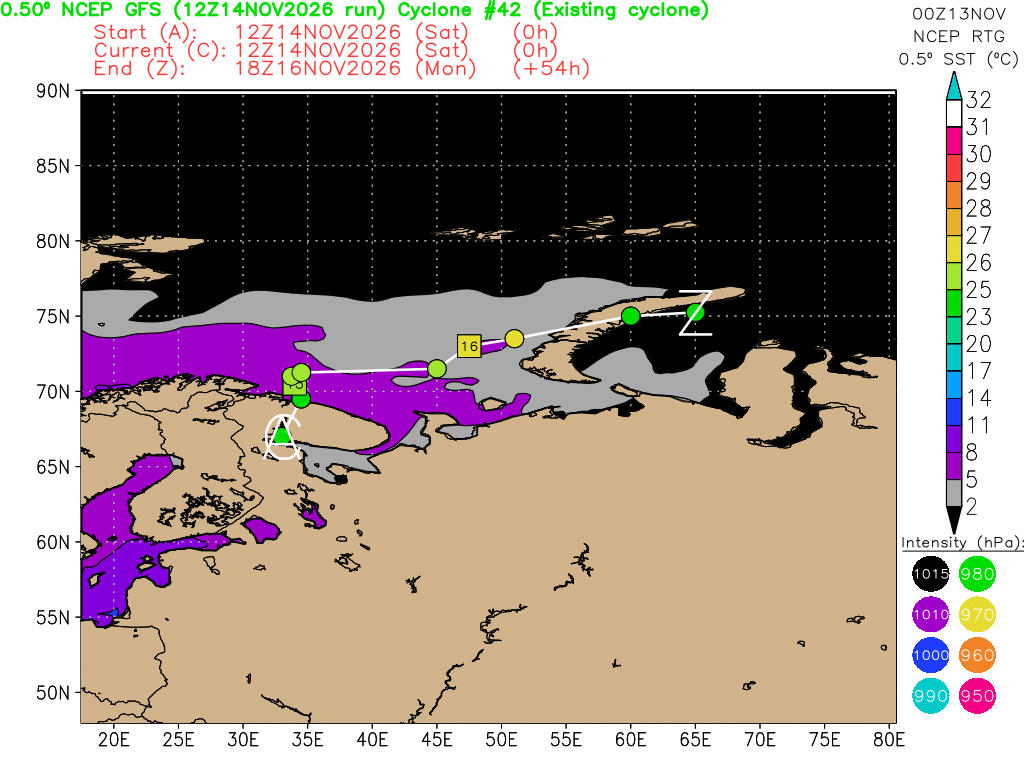 0.50º NCEP GFS (12Z14NOV2026 run) Cyclone #42 (Existing cyclone)
Start (A): 12Z14NOV2026 (Sat) (0h)
Current (C): 12Z14NOV2026 (Sat) (0h)
End (Z): 18Z16NOV2026 (Mon) (+54h)
00Z13NOV
NCEP RTG
0.5º SST (ºC)
32
31
30
29
28
27
26
25
23
20
17
14
11
8
5
2
90N
85N
80N
75N
70N
65N
60N
55N
50N
20E 25E 30E 35E 40E 45E 50E 55E 60E 65E 70E 75E 80E
A
C
16
Z
Intensity (hPa):
1015 980
1010 970
1000 960
990 950